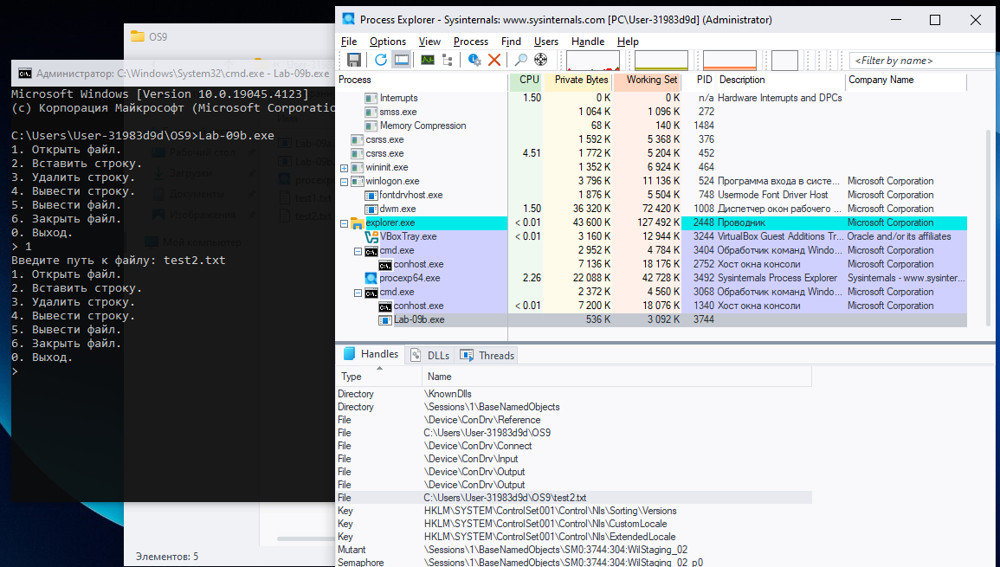 OS9
Администратор: C:\Windows\System32\cmd.exe - Lab-09b.exe
Microsoft Windows [Version 10.0.19045.4123]
(c) Корпорация Майкрософт (Microsoft Corporatio
C:\Users\User-31983d9d\OS9>Lab-09b.exe
1. Открыть файл.
2. Вставить строку.
3. Удалить строку.
4. Вывести строку.
5. Вывести файл.
6. Закрыть файл.
0. Выход.
> 1
Введите путь к файлу: test2.txt
1. Открыть файл.
2. Вставить строку.
3. Удалить строку.
4. Вывести строку.
5. Вывести файл.
6. Закрыть файл.
0. Выход.
>
Рабочий стол
Загрузки
Документы
Изображения
Мой компьютер
test1.txt
test2.txt
Элементов: 5
Process Explorer - Sysinternals: www.sysinternals.com [PC\User-31983d9d] (Administrator)
File Options View Process Find Users Handle Help
<Filter by name>
Process CPU Private Bytes Working Set PID Description Company Name
Interrupts 1.50 0 K 0 K n/a Hardware Interrupts and DPCs
smss.exe 1 064 K 1 096 K 272
Memory Compression 68 K 140 K 1484
csrss.exe 1 592 K 5 368 K 376
csrss.exe 4.51 1 772 K 5 204 K 452
wininit.exe 1 352 K 6 924 K 464
winlogon.exe 3 796 K 11 136 K 524 Программа входа в систе... Microsoft Corporation
fontdrvhost.exe 1 876 K 5 504 K 748 Usermode Font Driver Host Microsoft Corporation
dwm.exe 1.50 36 320 K 72 420 K 1008 Диспетчер окон рабочего ... Microsoft Corporation
explorer.exe < 0.01 43 600 K 127 492 K 2448 Проводник Microsoft Corporation
VBoxTray.exe < 0.01 3 160 K 12 944 K 3244 VirtualBox Guest Additions Tr... Oracle and/or its affiliates
cmd.exe 2 952 K 4 784 K 3404 Обработчик команд Windo... Microsoft Corporation
conhost.exe 7 136 K 18 176 K 2752 Хост окна консоли Microsoft Corporation
procexp64.exe 2.26 22 088 K 42 728 K 3492 Sysinternals Process Explorer Sysinternals - www.sysinter...
cmd.exe 2 372 K 4 560 K 3068 Обработчик команд Windo... Microsoft Corporation
conhost.exe < 0.01 7 200 K 18 076 K 1340 Хост окна консоли Microsoft Corporation
Lab-09b.exe 536 K 3 092 K 3744
Handles DLLs Threads
Type Name
Directory \KnownDlls
Directory \Sessions\1\BaseNamedObjects
File \Device\ConDrv\Reference
File C:\Users\User-31983d9d\OS9
File \Device\ConDrv\Connect
File \Device\ConDrv\Input
File \Device\ConDrv\Output
File \Device\ConDrv\Output
File C:\Users\User-31983d9d\OS9\test2.txt
Key HKLM\SYSTEM\ControlSet001\Control\Nls\Sorting\Versions
Key HKLM\SYSTEM\ControlSet001\Control\Nls\CustomLocale
Key HKLM\SYSTEM\ControlSet001\Control\Nls\ExtendedLocale
Mutant \Sessions\1\BaseNamedObjects\SM0:3744:304:WilStaging_02
Semaphore \Sessions\1\BaseNamedObjects\SM0:3744:304:WilStaging_02_p0